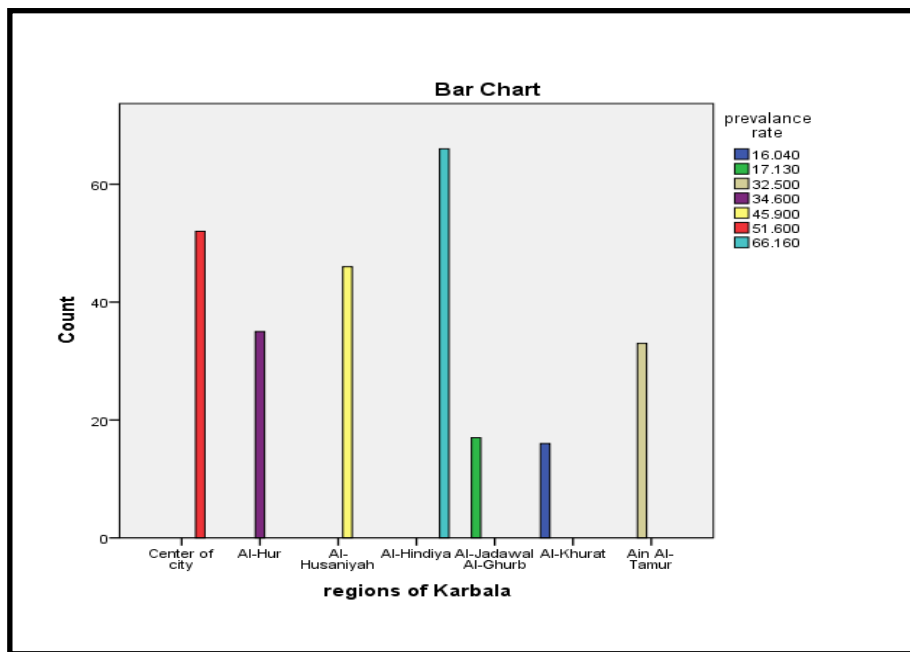 Bar Chart
prevalance
rate
16.040
17.130
32.500
34.600
45.900
51.600
66.160
Count
60
40
20
0
Center of
city
Al-Hur
Al-
Husaniyah
Al-Hindiya
Al-Jadawal
Al-Ghurb
Al-Khurat
Ain Al-
Tamur
regions of Karbala